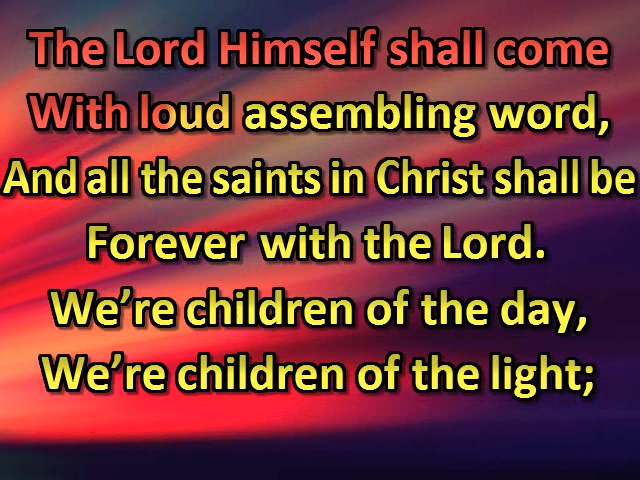 The Lord Himself shall come
With loud assembling word,
And all the saints in Christ shall be
Forever with the Lord.
We’re children of the day,
We’re children of the light;